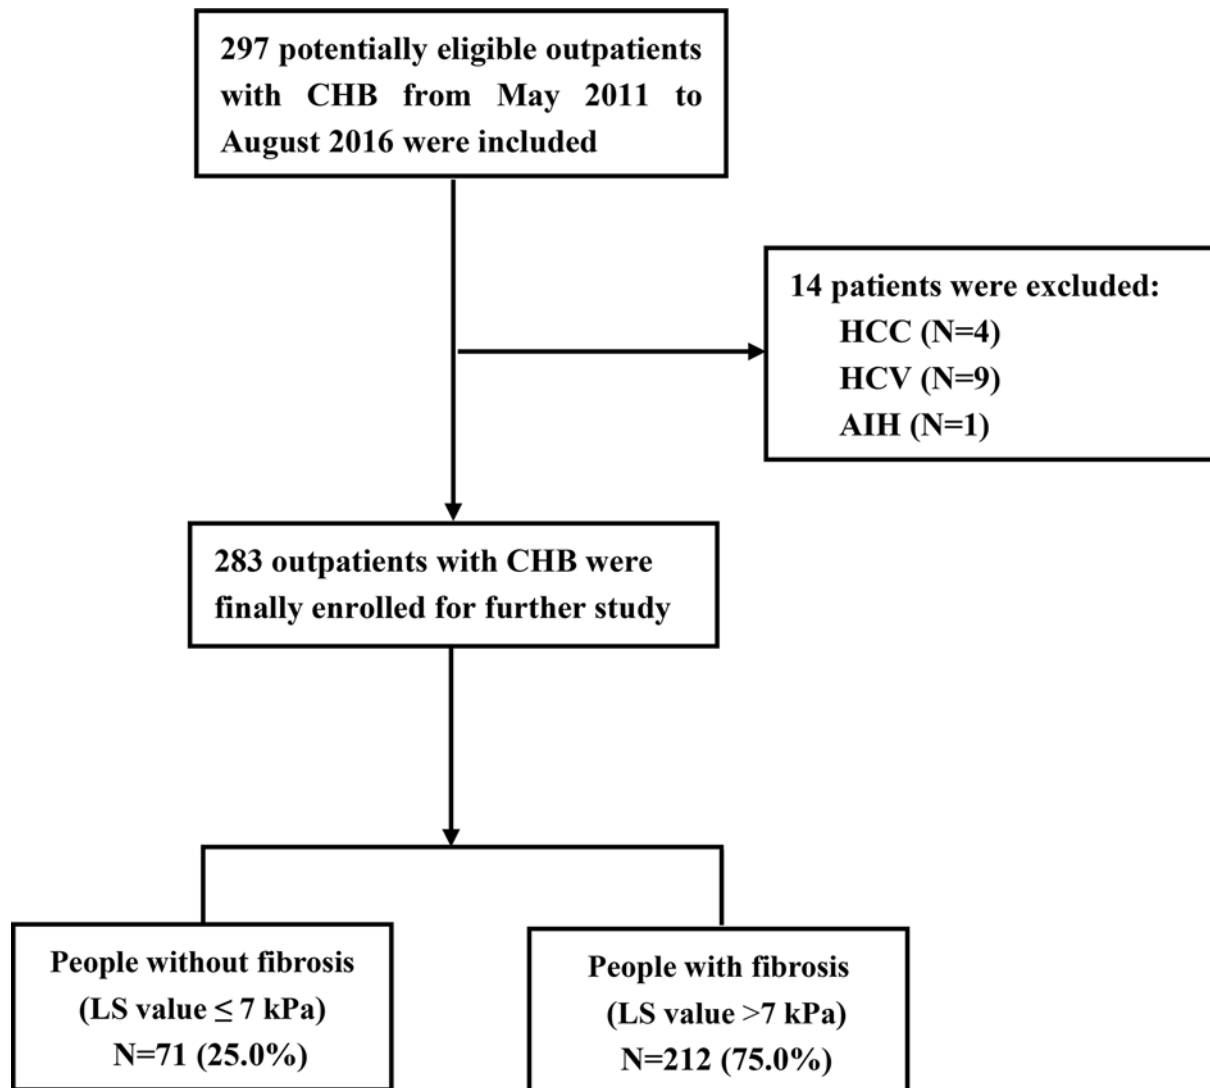 297 potentially eligible outpatients
with CHB from May 2011 to
August 2016 were included
14 patients were excluded:
HCC (N=4)
HCV (N=9)
AIH (N=1)
283 outpatients with CHB were
finally enrolled for further study
People without fibrosis
(LS value ≤ 7 kPa)
N=71 (25.0%)
People with fibrosis
(LS value >7 kPa)
N=212 (75.0%)